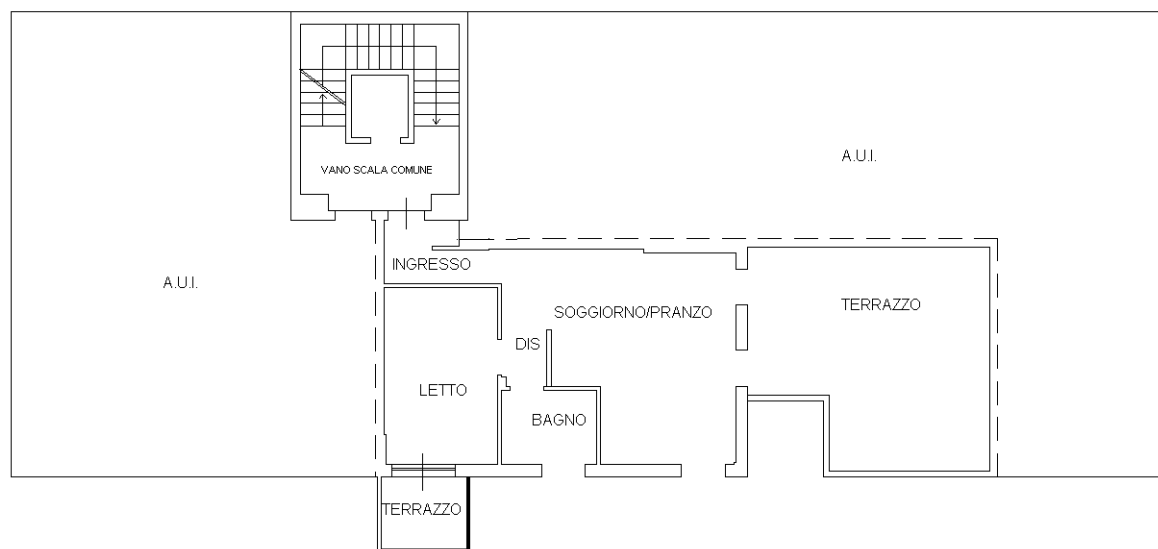 VANO SCALA COMUNE
A.U.I.
INGRESSO
A.U.I.
SOGGIORNO/PRANZO
TERRAZZO
DIS
LETTO
BAGNO
TERRAZZO